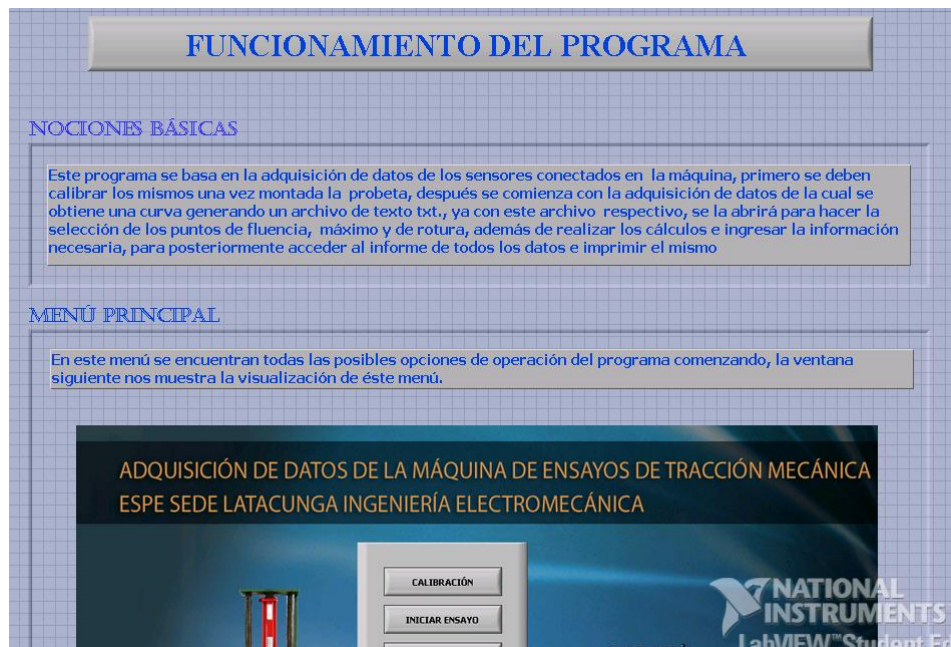 FUNCIONAMIENTO DEL PROGRAMA
NOCIONES BÁSICAS
Este programa se basa en la adquisición de datos de los sensores conectados en la máquina, primero se deben
calibrar los mismos una vez montada la probeta, después se comienza con la adquisición de datos de la cual se
obtiene una curva generando un archivo de texto txt., ya con este archivo respectivo, se la abrirá para hacer la
selección de los puntos de fluencia, máximo y de rotura, además de realizar los cálculos e ingresar la información
necesaria, para posteriormente acceder al informe de todos los datos e imprimir el mismo
MENÚ PRINCIPAL
En este menú se encuentran todas las posibles opciones de operación del programa comenzando, la ventana
siguiente nos muestra la visualización de éste menú.
ADQUISICIÓN DE DATOS DE LA MÁQUINA DE ENSAYOS DE TRACCIÓN MECÁNICA
ESPE SEDE LATACUNGA INGENIERÍA ELECTROMECÁNICA
CALIBRACIÓN
INICIAR ENSAYO
NATIONAL
INSTRUMENTS
LabVIEW™ Student Ed